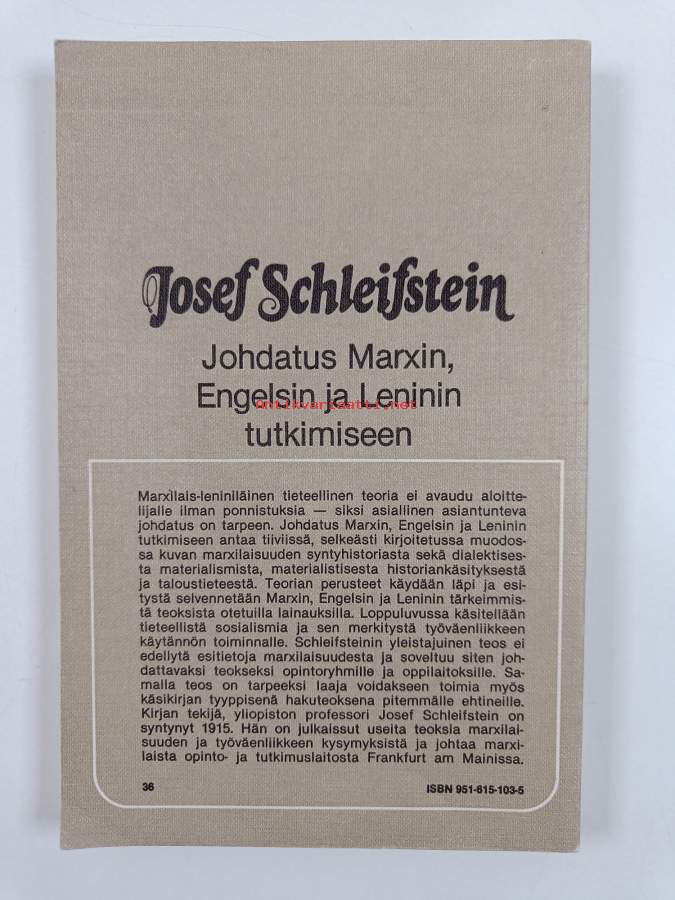 Josef Schleifstein
Johdatus Marxin,
Engelsin ja Leninin
Antikvariaatti.net
tutkimiseen
Marxilais-leniniläinen tieteellinen teoria ei avaudu aloitte-
lijalle ilman ponnistuksia — siksi asiallinen asiantunteva
johdatus on tarpeen. Johdatus Marxin, Engelsin ja Leninin
tutkimiseen antaa tiiviissä, selkeästi kirjoitetussa muodos-
sa kuvan marxilaisuuden syntyhistoriasta sekä dialektises-
ta materialismista, materialistisesta historiankäsityksestä
ja taloustieteestä. Teorian perusteet käydään läpi ja esi-
tystä selvennetään Marxin, Engelsin ja Leninin tärkeimmis-
tä teoksista otetuilla lainauksilla. Loppuluvussa käsitellään
tieteellistä sosialismia ja sen merkitystä työväenliikkeen
käytännön toiminnalle. Schleifsteinin yleistajuinen teos ei
edellytä esitietoja marxilaisuudesta ja soveltuu siten joh-
dattavaksi teokseksi opintoryhmille ja oppilaitoksille. Sa-
malla teos on tarpeeksi laaja voidakseen toimia myös
käsikirjan tyyppisenä hakuteoksena pitemmälle ehtineille.
Kirjan tekijä, yliopiston professori Josef Schleifstein on
syntynyt 1915. Hän on julkaissut useita teoksia marxilai-
suuden ja työväenliikkeen kysymyksistä ja johtaa marxi-
laista opinto- ja tutkimuslaitosta Frankfurt am Mainissa.
36
ISBN 951-615-103-5